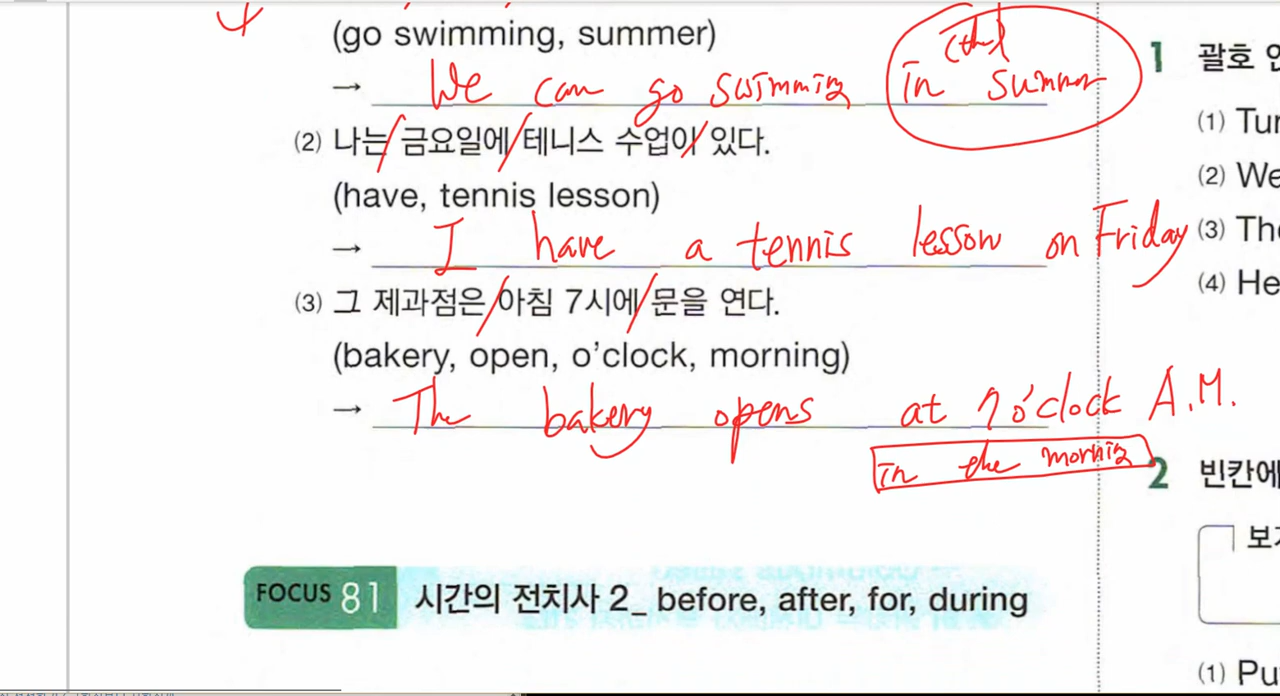 (go swimming, summer)
(the)
→ We can go swimming in summer
(2) 나는/금요일에/테니스 수업이/있다.
(have, tennis lesson)
→ I have a tennis lesson on Friday
(3) 그 제과점은/아침 7시에/문을 연다.
(bakery, open, o'clock, morning)
→ The bakery opens at 7 o'clock A.M.
in the morning
FOCUS 81 시간의 전치사 2_ before, after, for, during
1 괄호
(1) Tur
(2) We
(3) The
(4) He
2 빈칸에
보기
(1) Pu